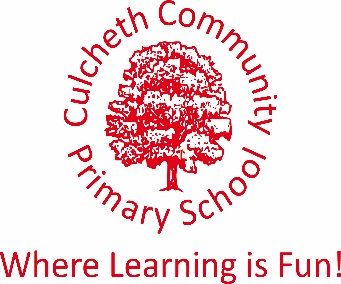 Culcheth Community
Primary School
Where Learning is Fun!